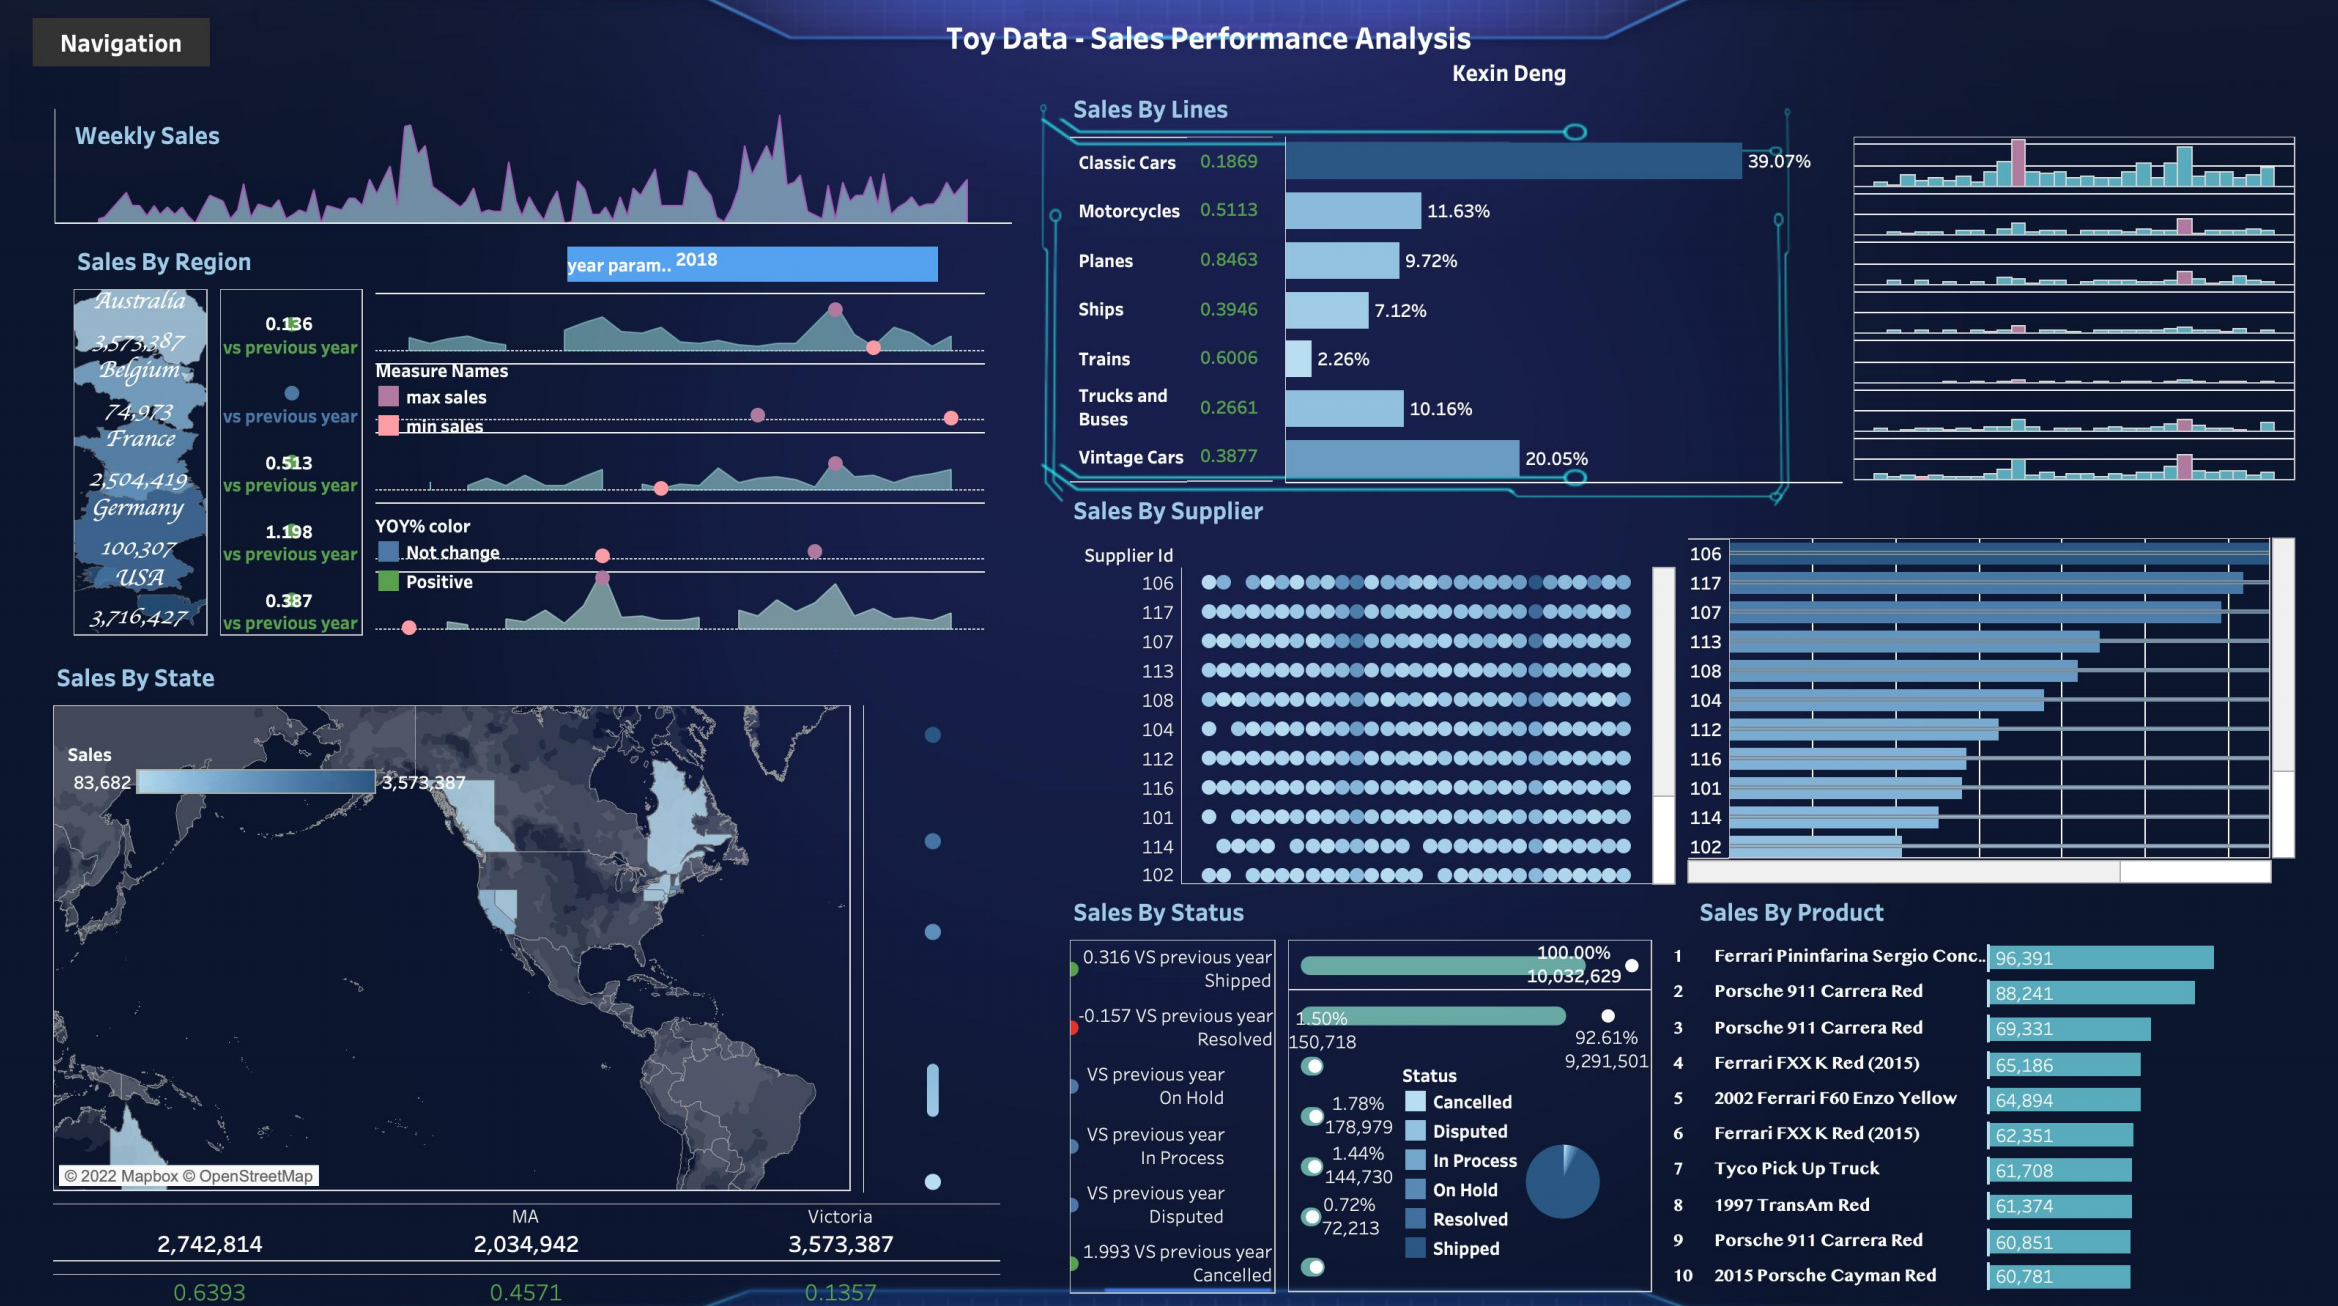 Navigation
Toy Data - Sales Performance Analysis
Kexin Deng
Weekly Sales
Sales By Region
year param.. 2018
Australia
3,573,387
Belgium
74,973
France
2,504,419
Germany
100,307
USA
3,716,427
0.136
vs previous year
vs previous year
0.513
vs previous year
1.198
vs previous year
0.387
vs previous year
Measure Names
max sales
min sales
YOY% color
Not change
Positive
Sales By State
Sales
83,682
3,573,387
© 2022 Mapbox © OpenStreetMap
MA
Victoria
2,742,814
2,034,942
3,573,387
0.6393
0.4571
0.1357
Sales By Lines
Classic Cars 0.1869 39.07%
Motorcycles 0.5113 11.63%
Planes 0.8463 9.72%
Ships 0.3946 7.12%
Trains 0.6006 2.26%
Trucks and
Buses 0.2661 10.16%
Vintage Cars 0.3877 20.05%
Sales By Supplier
Supplier Id
106
117
107
113
108
104
112
116
101
114
102
106
117
107
113
108
104
112
116
101
114
102
Sales By Status
0.316 VS previous year
Shipped
-0.157 VS previous year
Resolved
VS previous year
On Hold
VS previous year
In Process
VS previous year
Disputed
1.993 VS previous year
Cancelled
100.00%
10,032,629
1.50%
150,718
92.61%
9,291,501
1.78%
178,979
1.44%
144,730
0.72%
72,213
Status
Cancelled
Disputed
In Process
On Hold
Resolved
Shipped
Sales By Product
1 Ferrari Pininfarina Sergio Conc.. 96,391
2 Porsche 911 Carrera Red 88,241
3 Porsche 911 Carrera Red 69,331
4 Ferrari FXX K Red (2015) 65,186
5 2002 Ferrari F60 Enzo Yellow 64,894
6 Ferrari FXX K Red (2015) 62,351
7 Tyco Pick Up Truck 61,708
8 1997 TransAm Red 61,374
9 Porsche 911 Carrera Red 60,851
10 2015 Porsche Cayman Red 60,781